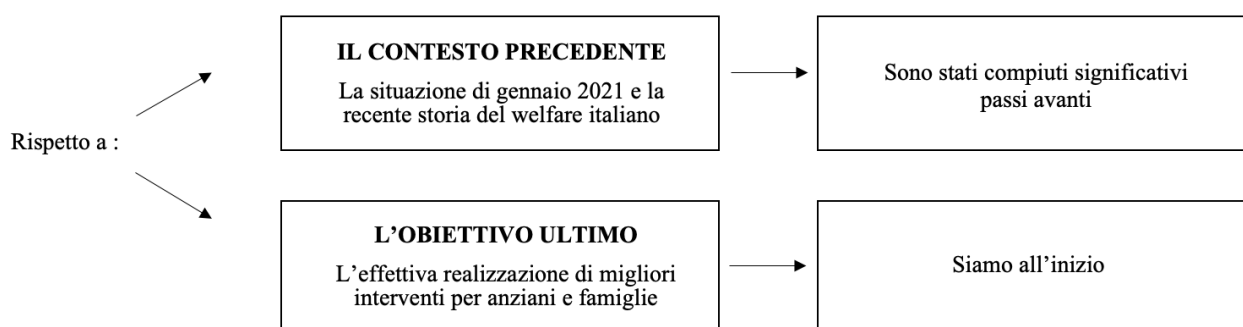 Rispetto a :
IL CONTESTO PRECEDENTE
La situazione di gennaio 2021 e la
recente storia del welfare italiano
Sono stati compiuti significativi
passi avanti
L’OBIETTIVO ULTIMO
L’effettiva realizzazione di migliori
interventi per anziani e famiglie
Siamo all’inizio